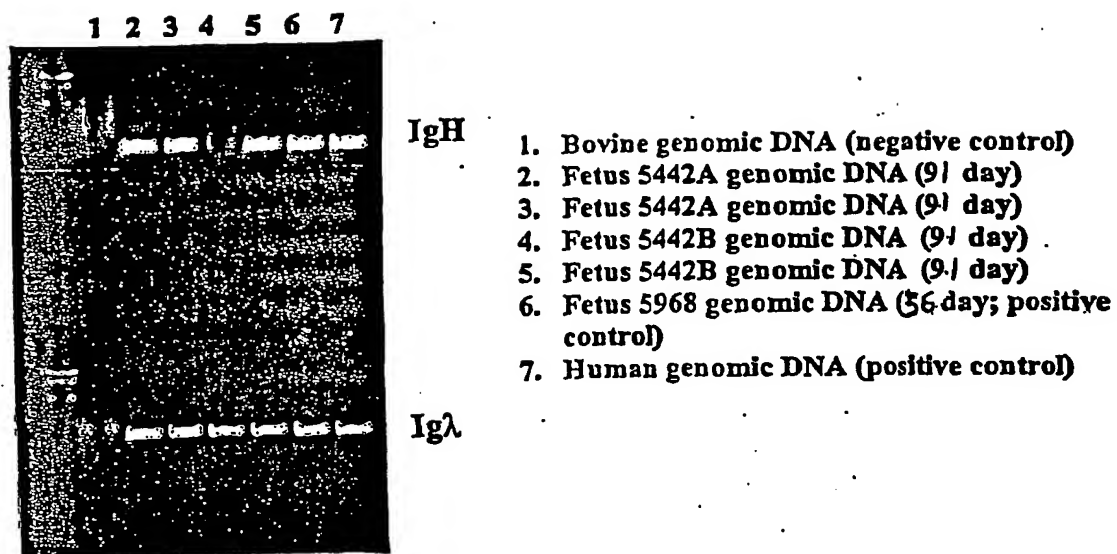 1 2 3 4 5 6 7
IgH
1. Bovine genomic DNA (negative control)
2. Fetus 5442A genomic DNA (91 day)
3. Fetus 5442A genomic DNA (91 day)
4. Fetus 5442B genomic DNA (91 day)
5. Fetus 5442B genomic DNA (91 day)
6. Fetus 5968 genomic DNA (56 day; positive
control)
7. Human genomic DNA (positive control)
Igλ